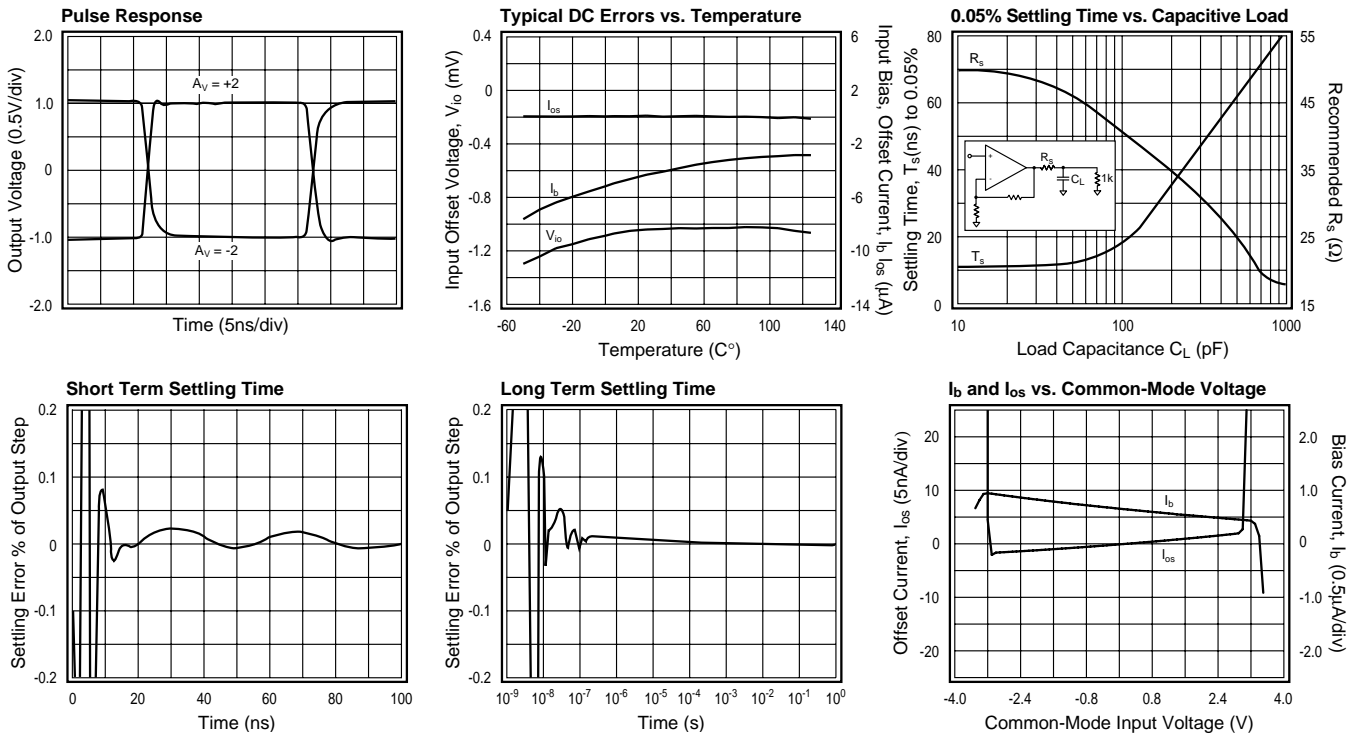 Pulse Response
Output Voltage (0.5V/div)
2.0
1.0
0
-1.0
-2.0
AV = +2
AV = -2
Time (5ns/div)
Typical DC Errors vs. Temperature
Input Offset Voltage, Vio (mV)
0.4
0
-0.4
-0.8
-1.2
-1.6
Ios
Ib
Vio
6
2
-2
-6
-10
-14
Input Bias, Offset Current, Ib Ios (μA)
-60 -20 20 60 100 140
Temperature (C°)
0.05% Settling Time vs. Capacitive Load
Settling Time, Ts(ns) to 0.05%
80
60
40
20
0
Rs
Ts
+
-
Rs
CL
1k
55
45
35
25
15
Recommended Rs (Ω)
10 100 1000
Load Capacitance CL (pF)
Short Term Settling Time
Settling Error % of Output Step
0.2
0.1
0
-0.1
-0.2
0 20 40 60 80 100
Time (ns)
Long Term Settling Time
Settling Error % of Output Step
0.2
0.1
0
-0.1
-0.2
10-9 10-8 10-7 10-6 10-5 10-4 10-3 10-2 10-1 100
Time (s)
Ib and Ios vs. Common-Mode Voltage
Offset Current, Ios (5nA/div)
20
10
0
-10
-20
Ib
Ios
2.0
1.0
0
-1.0
-2.0
Bias Current, Ib (0.5μA/div)
-4.0 -2.4 -0.8 0.8 2.4 4.0
Common-Mode Input Voltage (V)